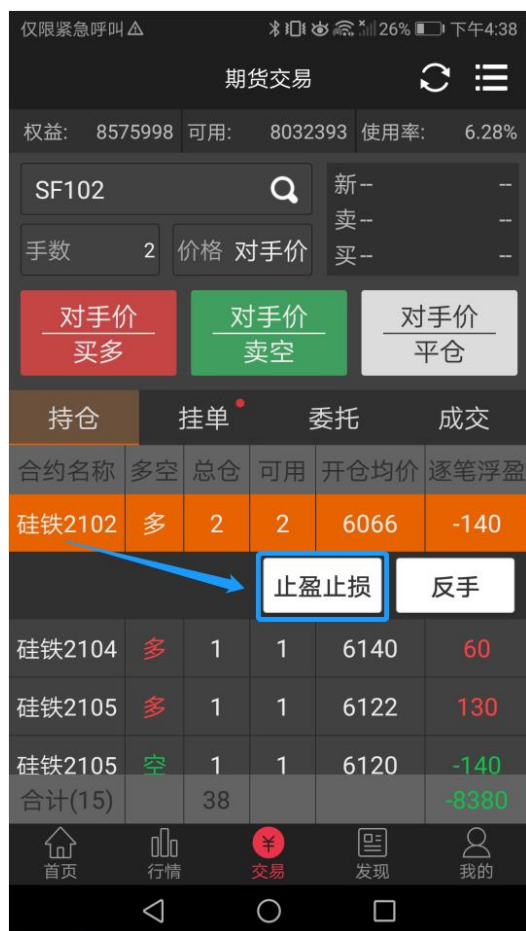 仅限紧急呼叫 26% 下午4:38
期货交易
权益: 8575998 可用: 8032393 使用率: 6.28%
SF102 新 -- --
卖 -- --
手数 2 价格 对手价 买 -- --
对手价 对手价 对手价
买多 卖空 平仓
持仓 挂单 委托 成交
合约名称 多空 总仓 可用 开仓均价 逐笔浮盈
硅铁2102 多 2 2 6066 -140
止盈止损 反手
硅铁2104 多 1 1 6140 60
硅铁2105 多 1 1 6122 130
硅铁2105 空 1 1 6120 -140
合计(15) 38 -8380
¥
首页 行情 交易 发现 我的